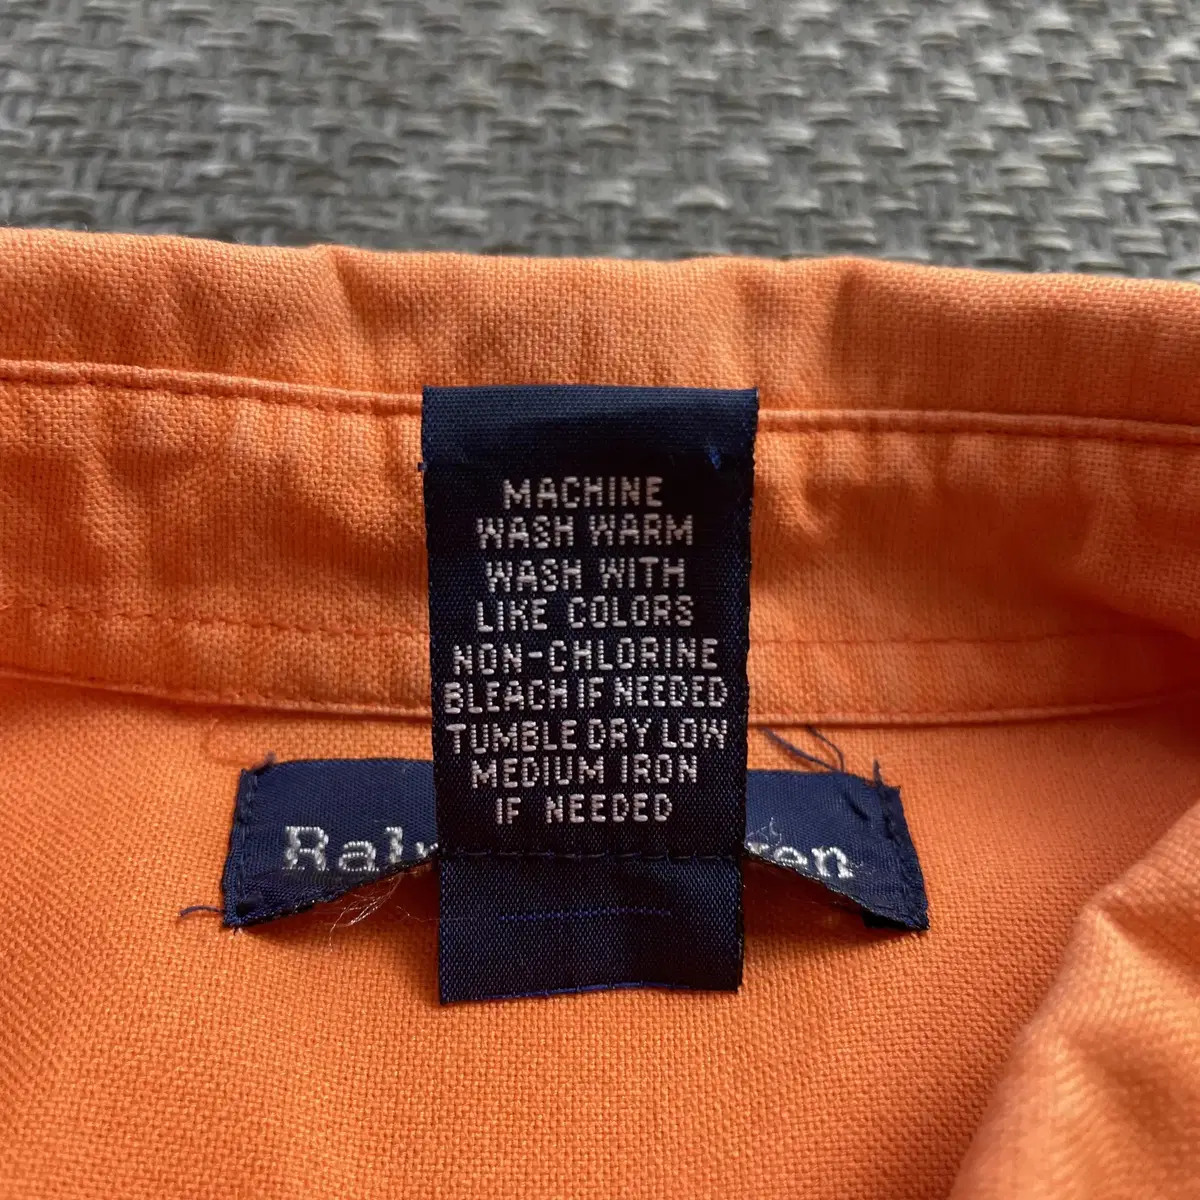 MACHINE
WASH WARM
WASH WITH
LIKE COLORS
NON-CHLORINE
BLEACH IF NEEDED
TUMBLE DRY LOW
MEDIUM IRON
IF NEEDED